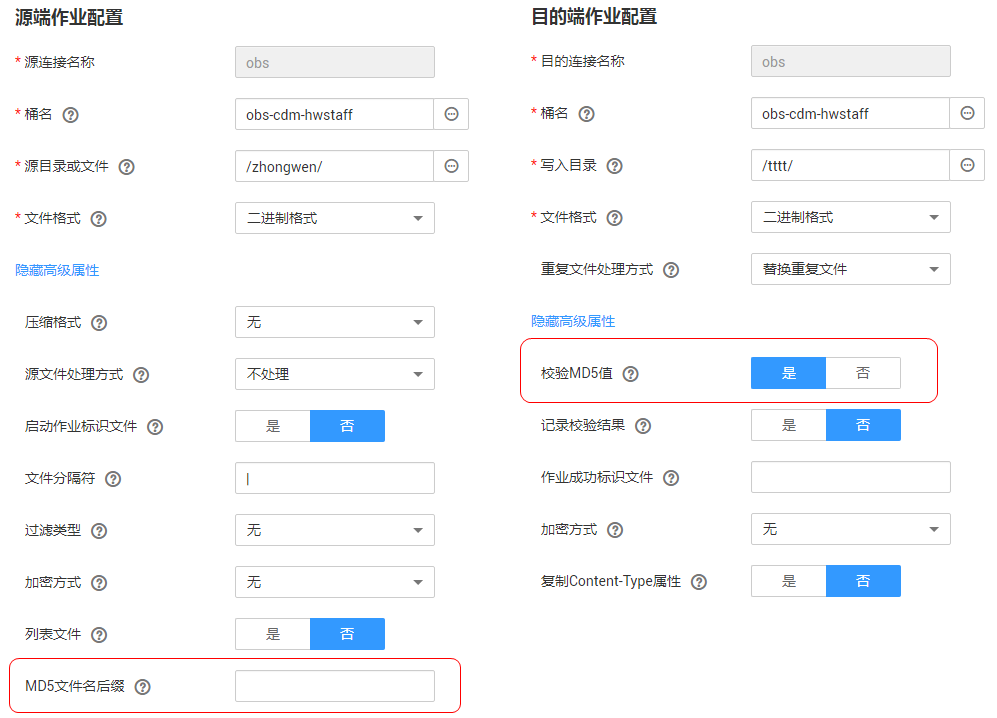 源端作业配置
* 源连接名称 obs
* 桶名 obs-cdm-hwstaff
* 源目录或文件 /zhongwen/
* 文件格式 二进制格式
隐藏高级属性
压缩格式 无
源文件处理方式 不处理
启动作业标识文件 是 否
文件分隔符 |
过滤类型 无
加密方式 无
列表文件 是 否
MD5文件名后缀
目的端作业配置
* 目的连接名称 obs
* 桶名 obs-cdm-hwstaff
* 写入目录 /tttt/
* 文件格式 二进制格式
重复文件处理方式 替换重复文件
隐藏高级属性
校验MD5值 是 否
记录校验结果 是 否
作业成功标识文件
加密方式 无
复制Content-Type属性 是 否